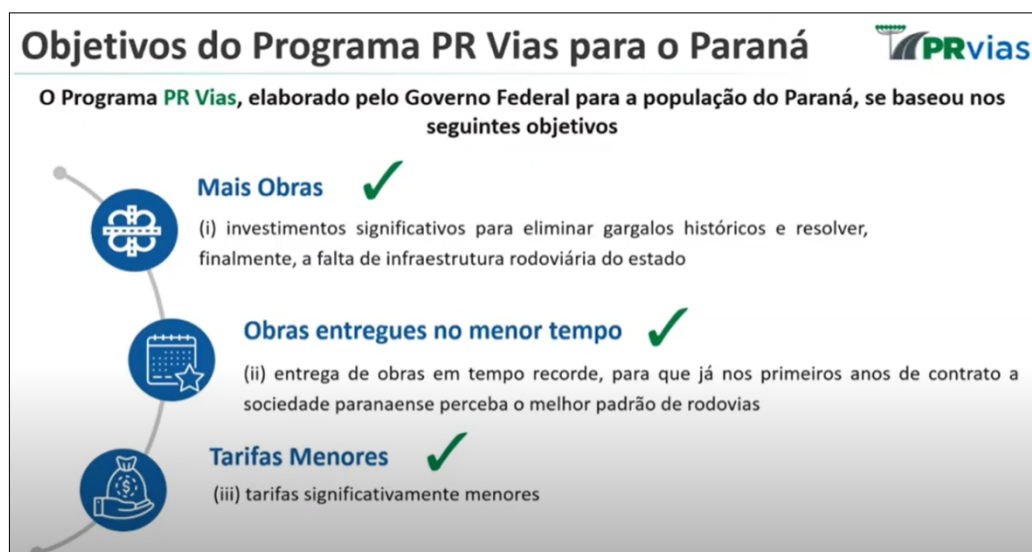 Objetivos do Programa PR Vias para o Paraná
PRvias
O Programa PR Vias, elaborado pelo Governo Federal para a população do Paraná, se baseou nos
seguintes objetivos
Mais Obras
(i) investimentos significativos para eliminar gargalos históricos e resolver,
finalmente, a falta de infraestrutura rodoviária do estado
Obras entregues no menor tempo
(ii) entrega de obras em tempo recorde, para que já nos primeiros anos de contrato a
sociedade paranaense perceba o melhor padrão de rodovias
Tarifas Menores
(iii) tarifas significativamente menores